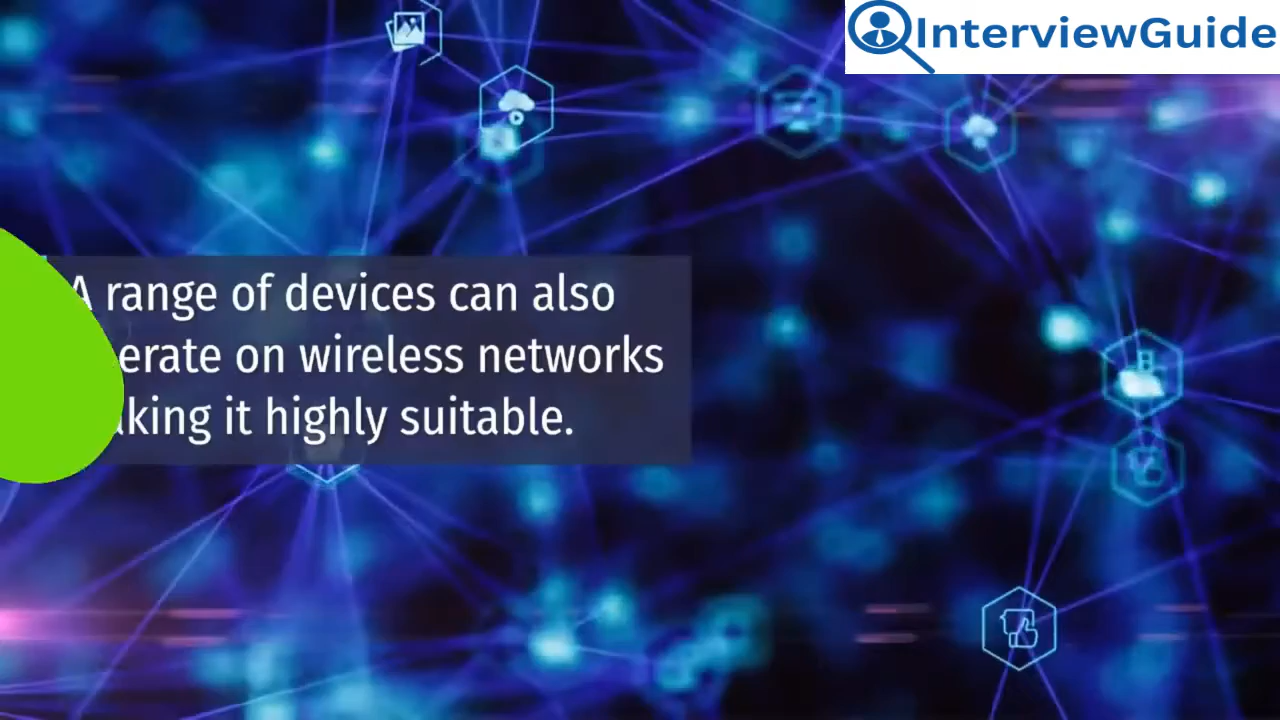 InterviewGuide
A range of devices can also
erate on wireless networks
aking it highly suitable.